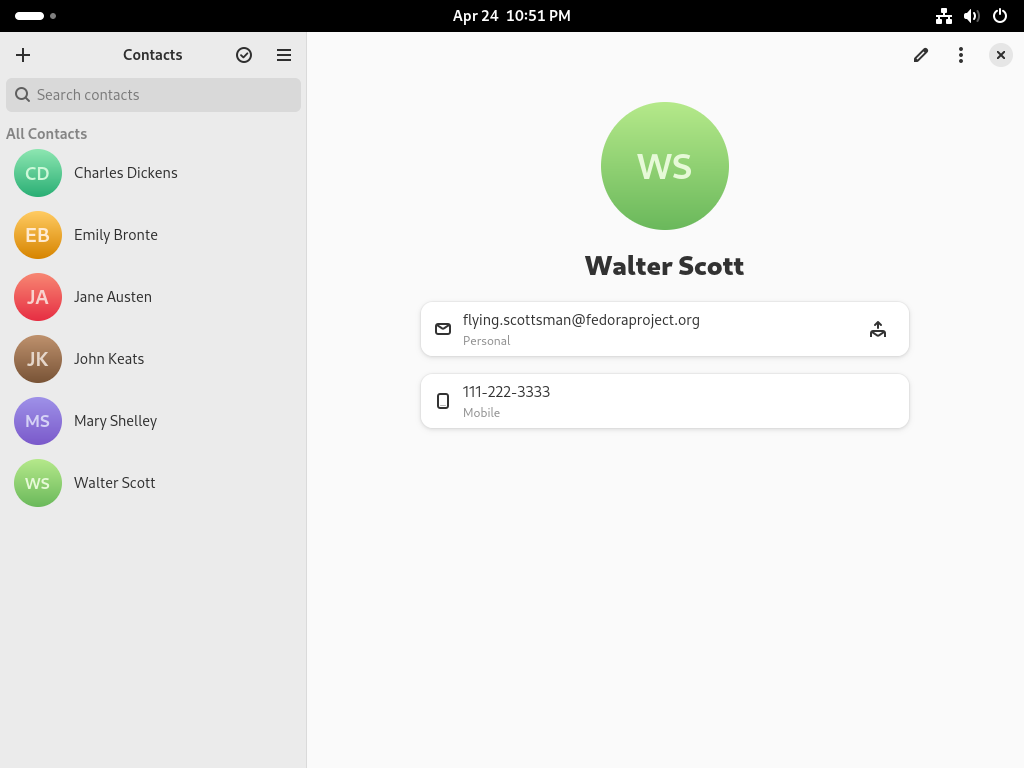 Apr 24  10:51 PM
Contacts
Search contacts
All Contacts
CD Charles Dickens
EB Emily Bronte
JA Jane Austen
JK John Keats
MS Mary Shelley
WS Walter Scott
WS
Walter Scott
flying.scottsman@fedoraproject.org
Personal
111-222-3333
Mobile